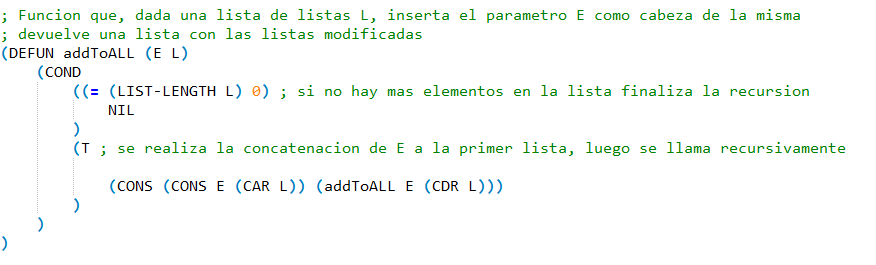 ; Funcion que, dada una lista de listas L, inserta el parametro E como cabeza de la misma
; devuelve una lista con las listas modificadas
(DEFUN addToALL (E L)
    (COND
        ((= (LIST-LENGTH L) 0) ; si no hay mas elementos en la lista finaliza la recursion
            NIL
        )
        (T ; se realiza la concatenacion de E a la primer lista, luego se llama recursivamente
            (CONS (CONS E (CAR L)) (addToALL E (CDR L)))
        )
    )
)